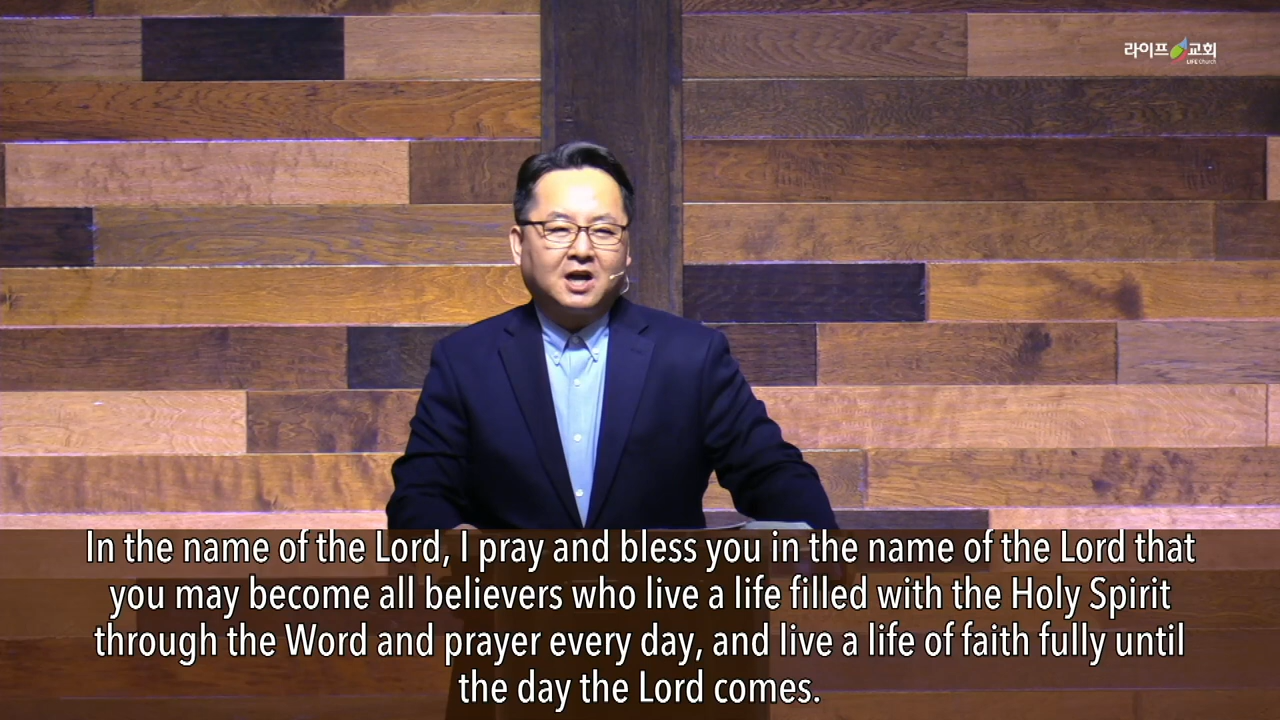 라이프교회
LIFE Church
In the name of the Lord, I pray and bless you in the name of the Lord that
you may become all believers who live a life filled with the Holy Spirit
through the Word and prayer every day, and live a life of faith fully until
the day the Lord comes.